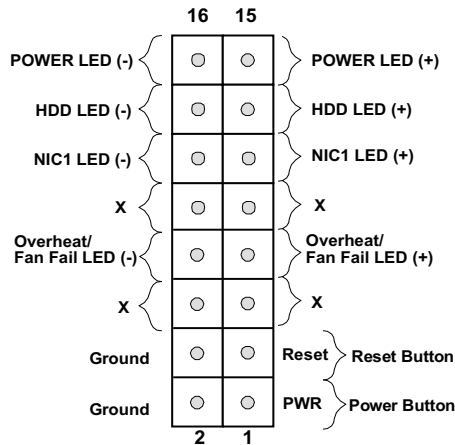 16 15
POWER LED (-) POWER LED (+)
HDD LED (-) HDD LED (+)
NIC1 LED (-) NIC1 LED (+)
X X
Overheat/ Overheat/
Fan Fail LED (-) Fan Fail LED (+)
X X
Ground Reset Reset Button
Ground PWR Power Button
2 1